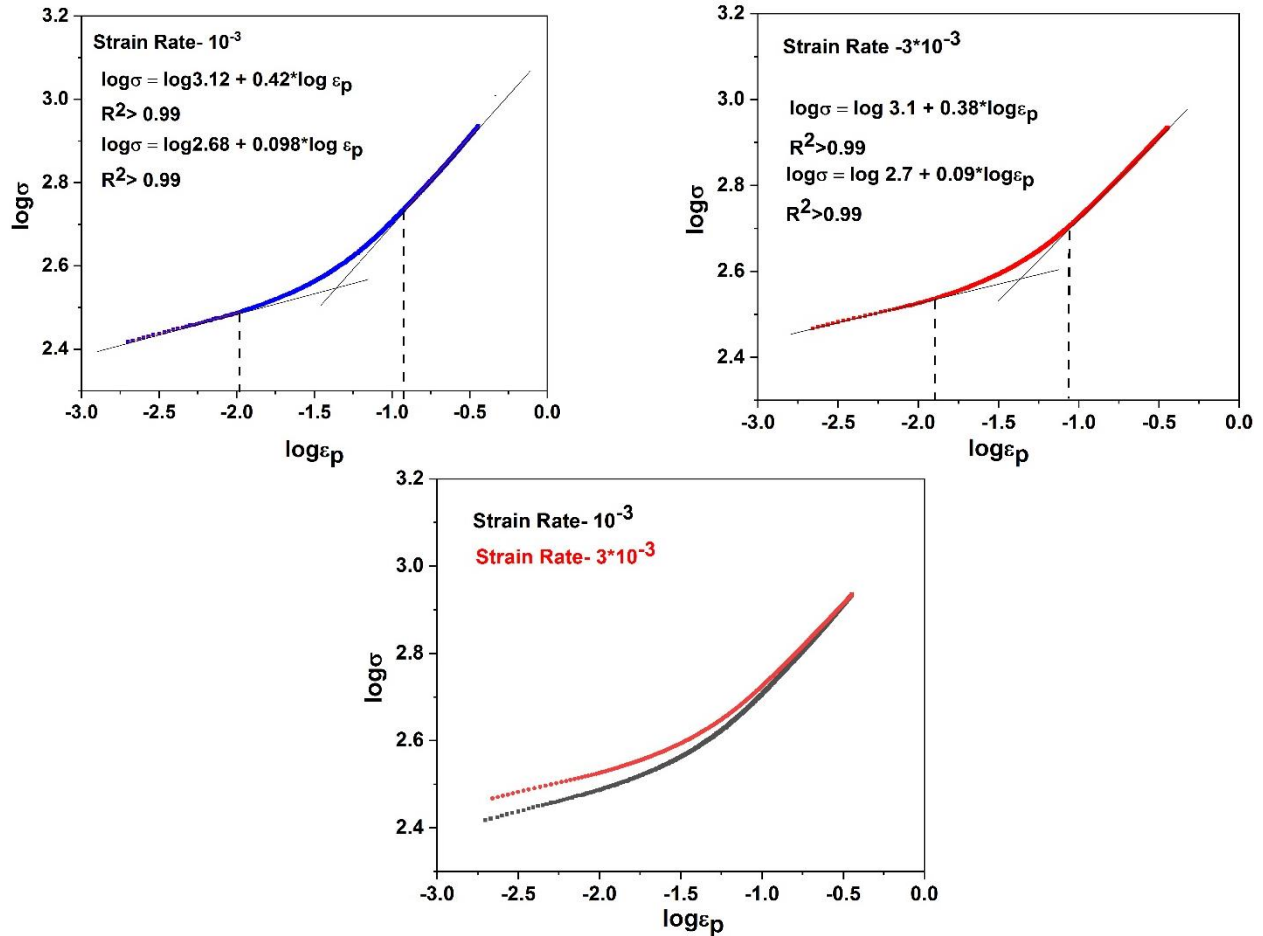 3.2
3.0
2.8
2.6
2.4
logσ
Strain Rate- 10⁻³
logσ = log3.12 + 0.42*log εp
R²> 0.99
logσ = log2.68 + 0.098*log εp
R²> 0.99
-3.0 -2.5 -2.0 -1.5 -1.0 -0.5 0.0
logεp
3.2
3.0
2.8
2.6
2.4
logσ
Strain Rate -3*10⁻³
logσ = log 3.1 + 0.38*logεp
R²>0.99
logσ = log 2.7 + 0.09*logεp
R²>0.99
-3.0 -2.5 -2.0 -1.5 -1.0 -0.5 0.0
logεp
3.2
3.0
2.8
2.6
2.4
logσ
Strain Rate- 10⁻³
Strain Rate- 3*10⁻³
-3.0 -2.5 -2.0 -1.5 -1.0 -0.5 0.0
logεp